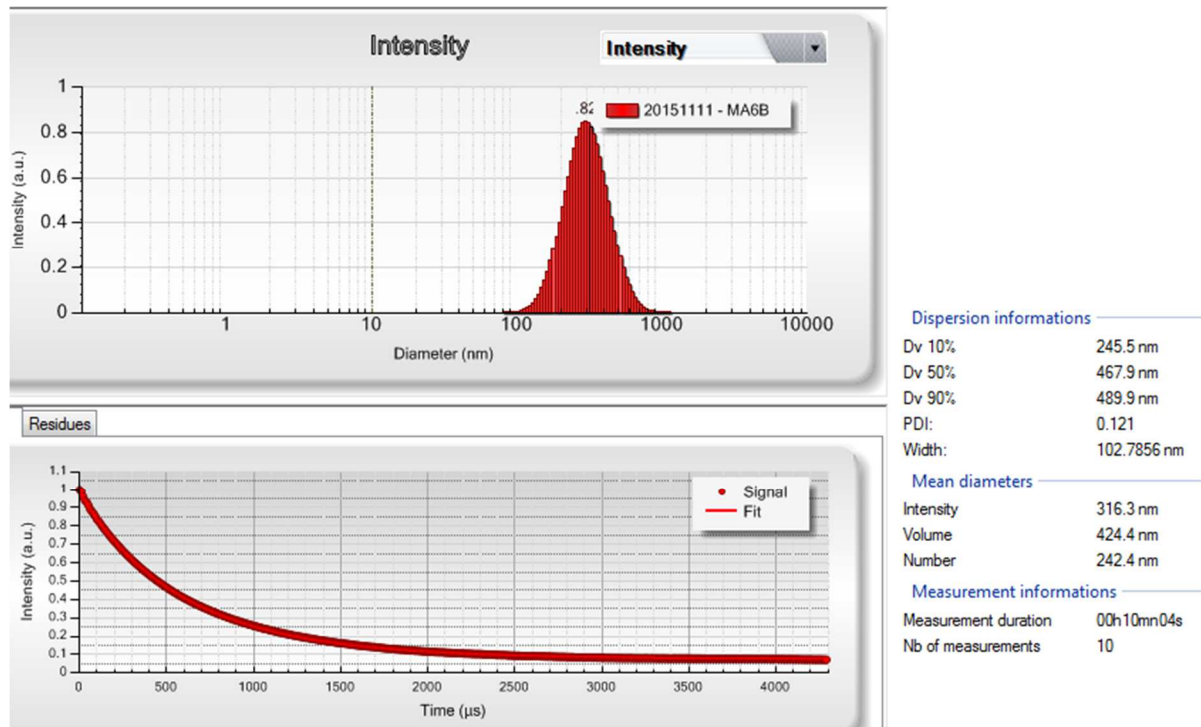 Intensity
Intensity
.82
20151111 - MA6B
1
0.8
0.6
0.4
0.2
0
Intensity (a.u.)
1 10 100 1000 10000
Diameter (nm)
Residues
1.1
1
0.9
0.8
0.7
0.6
0.5
0.4
0.3
0.2
0.1
0
Intensity (a.u.)
Signal
Fit
0 500 1000 1500 2000 2500 3000 3500 4000
Time (µs)
Dispersion informations
Dv 10% 245.5 nm
Dv 50% 467.9 nm
Dv 90% 489.9 nm
PDI: 0.121
Width: 102.7856 nm
Mean diameters
Intensity 316.3 nm
Volume 424.4 nm
Number 242.4 nm
Measurement informations
Measurement duration 00h10mn04s
Nb of measurements 10